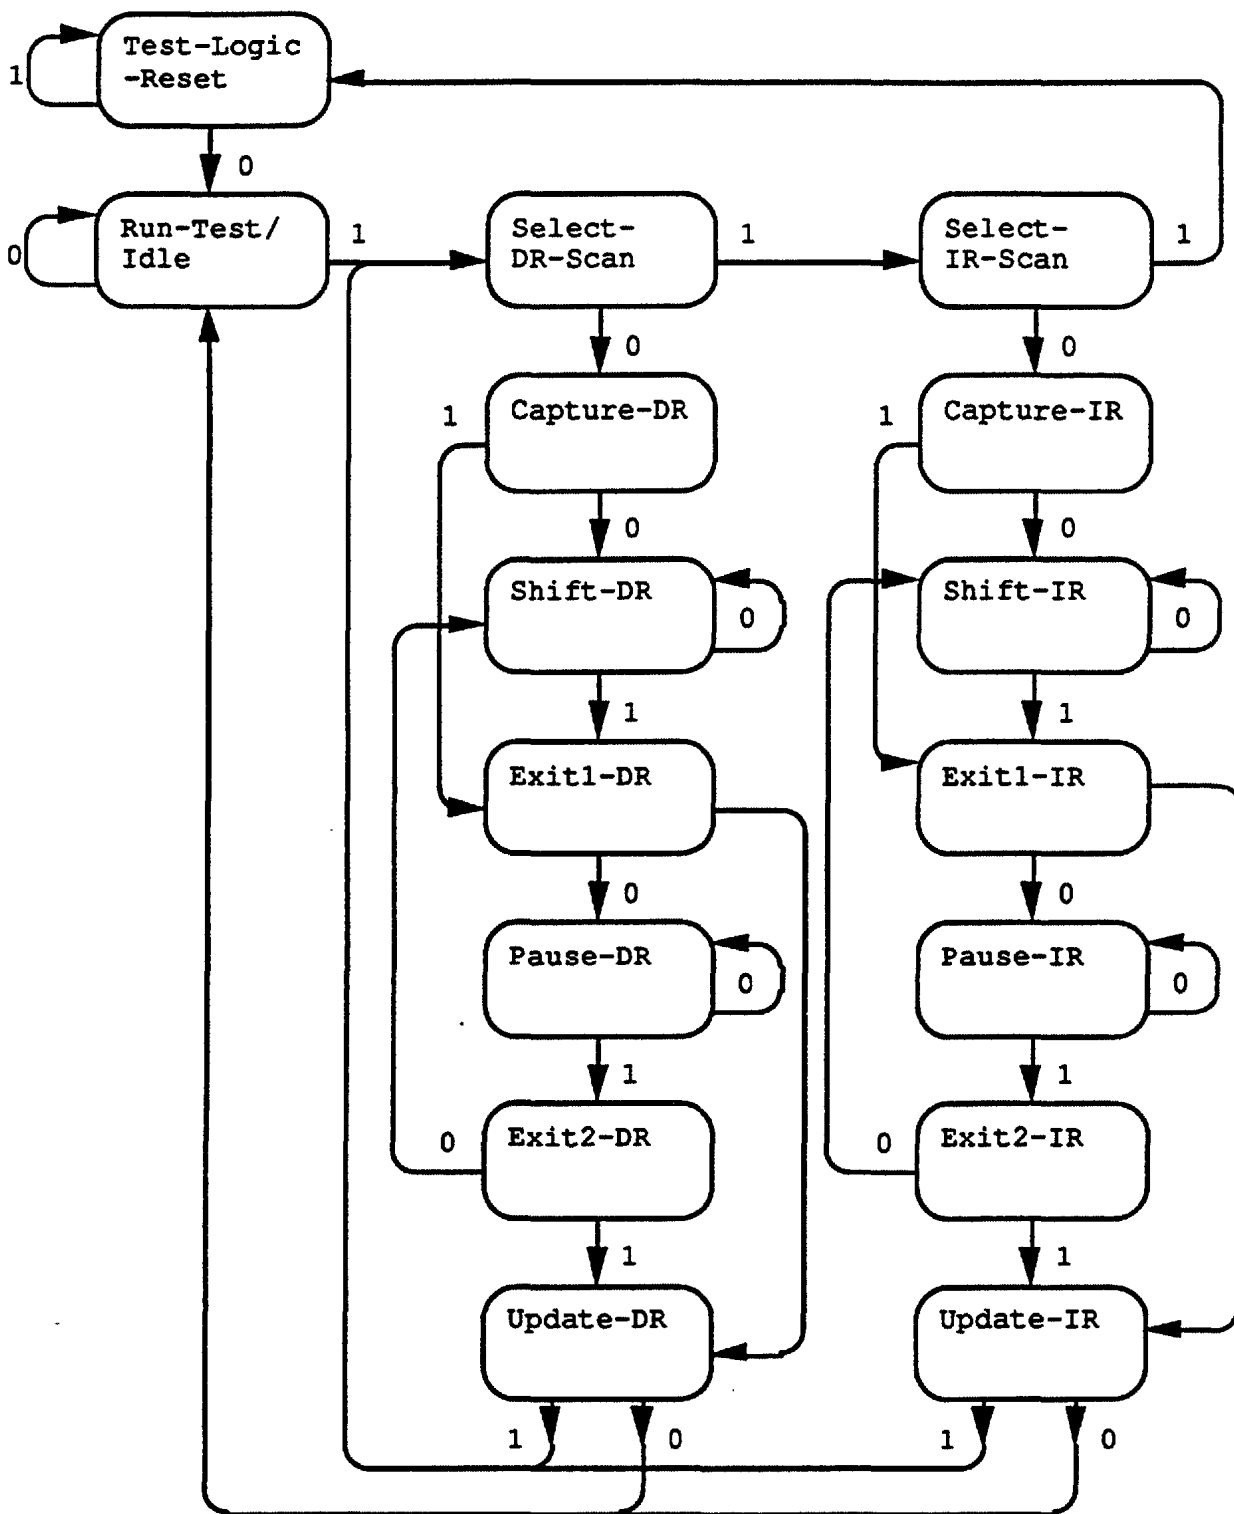 Test-Logic
-Reset
1
0
Run-Test/
Idle
0
1
Select-
DR-Scan
1
Select-
IR-Scan
1
0
0
Capture-DR
1
Capture-IR
1
0
0
Shift-DR
0
Shift-IR
0
1
1
Exit1-DR
Exit1-IR
0
0
Pause-DR
0
Pause-IR
0
1
1
Exit2-DR
0
Exit2-IR
0
1
1
Update-DR
Update-IR
1
0
1
0